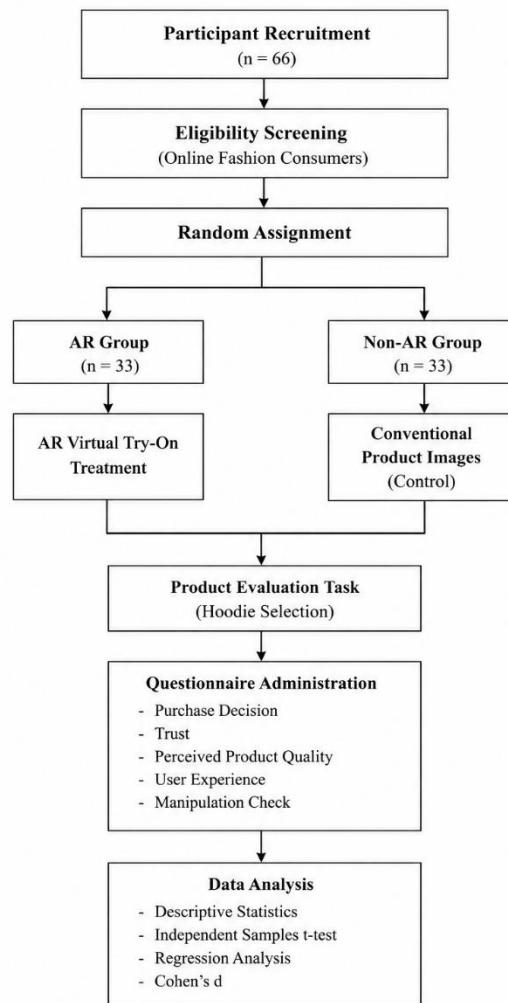 Participant Recruitment
(n = 66)
Eligibility Screening
(Online Fashion Consumers)
Random Assignment
AR Group
(n = 33)
Non-AR Group
(n = 33)
AR Virtual Try-On
Treatment
Conventional
Product Images
(Control)
Product Evaluation Task
(Hoodie Selection)
Questionnaire Administration
- Purchase Decision
- Trust
- Perceived Product Quality
- User Experience
- Manipulation Check
Data Analysis
- Descriptive Statistics
- Independent Samples t-test
- Regression Analysis
- Cohen's d